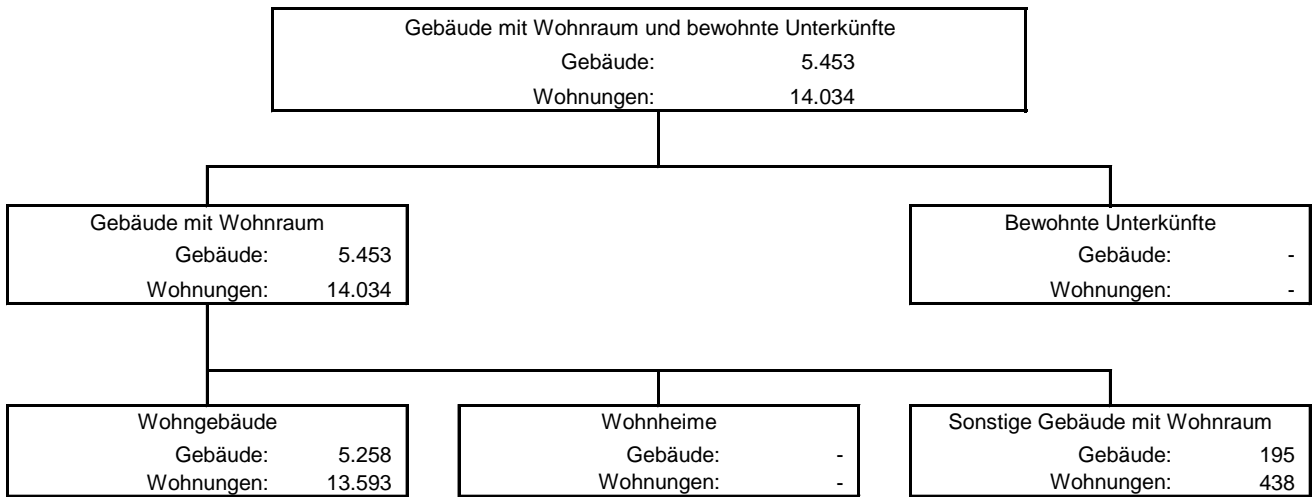 Gebäude mit Wohnraum und bewohnte Unterkünfte
Gebäude: 5.453
Wohnungen: 14.034
Gebäude mit Wohnraum
Gebäude: 5.453
Wohnungen: 14.034
Bewohnte Unterkünfte
Gebäude: -
Wohnungen: -
Wohngebäude
Gebäude: 5.258
Wohnungen: 13.593
Wohnheime
Gebäude: -
Wohnungen: -
Sonstige Gebäude mit Wohnraum
Gebäude: 195
Wohnungen: 438